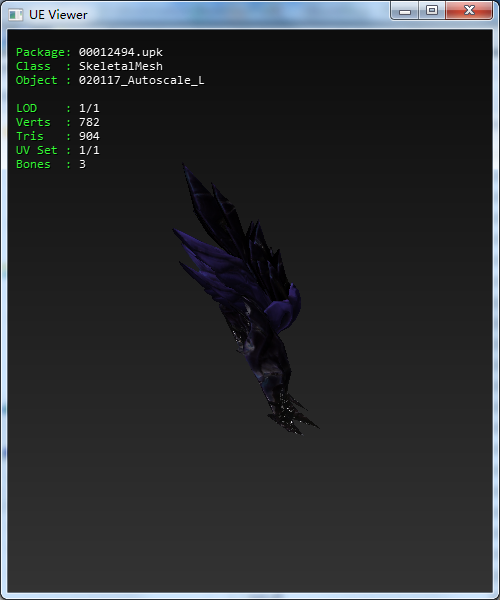 UE Viewer
Package: 00012494.upk
Class : SkeletalMesh
Object : 020117_Autoscale_L
LOD : 1/1
Verts : 782
Tris : 904
UV Set : 1/1
Bones : 3